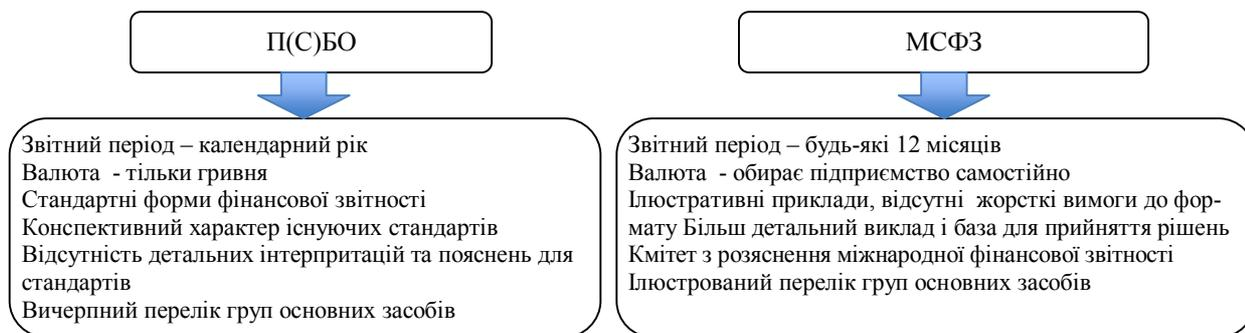 П(С)БО
Звітний період – календарний рік
Валюта - тільки гривня
Стандартні форми фінансової звітності
Конспективний характер існуючих стандартів
Відсутність детальних інтерпритацій та пояснень для
стандартів
Вичерпний перелік груп основних засобів
МСФЗ
Звітний період – будь-які 12 місяців
Валюта - обирає підприємство самостійно
Ілюстративні приклади, відсутні жорсткі вимоги до фор-
мату Більш детальний виклад і база для прийняття рішень
Кмітет з розяснення міжнародної фінансової звітності
Ілюстрований перелік груп основних засобів